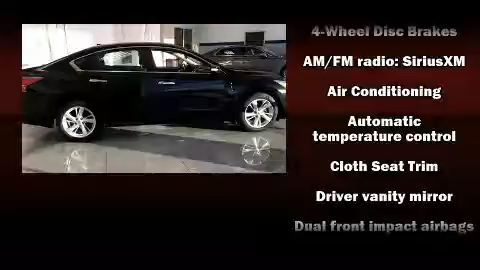 4-Wheel Disc Brakes
AM/FM radio: SiriusXM
Air Conditioning
Automatic
temperature control
Cloth Seat Trim
Driver vanity mirror
Dual front impact airbags